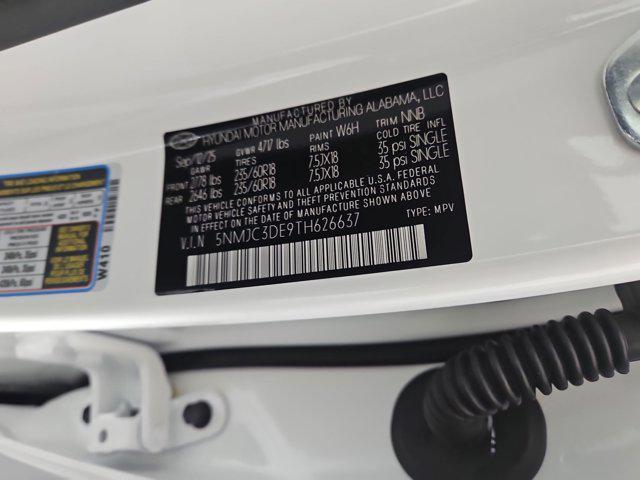 MANUFACTURED BY
HYUNDAI MOTOR MANUFACTURING ALABAMA, LLC
Sep/10/25 GVWR 4717 lbs PAINT W6H TRIM NNB
GAWR TIRES RIMS COLD TIRE INFL
FRONT 2778 lbs 235/60R18 7.5JX18 35 psi SINGLE
REAR 2646 lbs 235/60R18 7.5JX18 35 psi SINGLE
THIS VEHICLE CONFORMS TO ALL APPLICABLE U.S.A. FEDERAL
MOTOR VEHICLE SAFETY AND THEFT PREVENTION STANDARDS
IN EFFECT ON THE DATE OF MANUFACTURE SHOWN ABOVE.
V.I.N 5NMJC3DE9TH626637 TYPE: MPV
W410